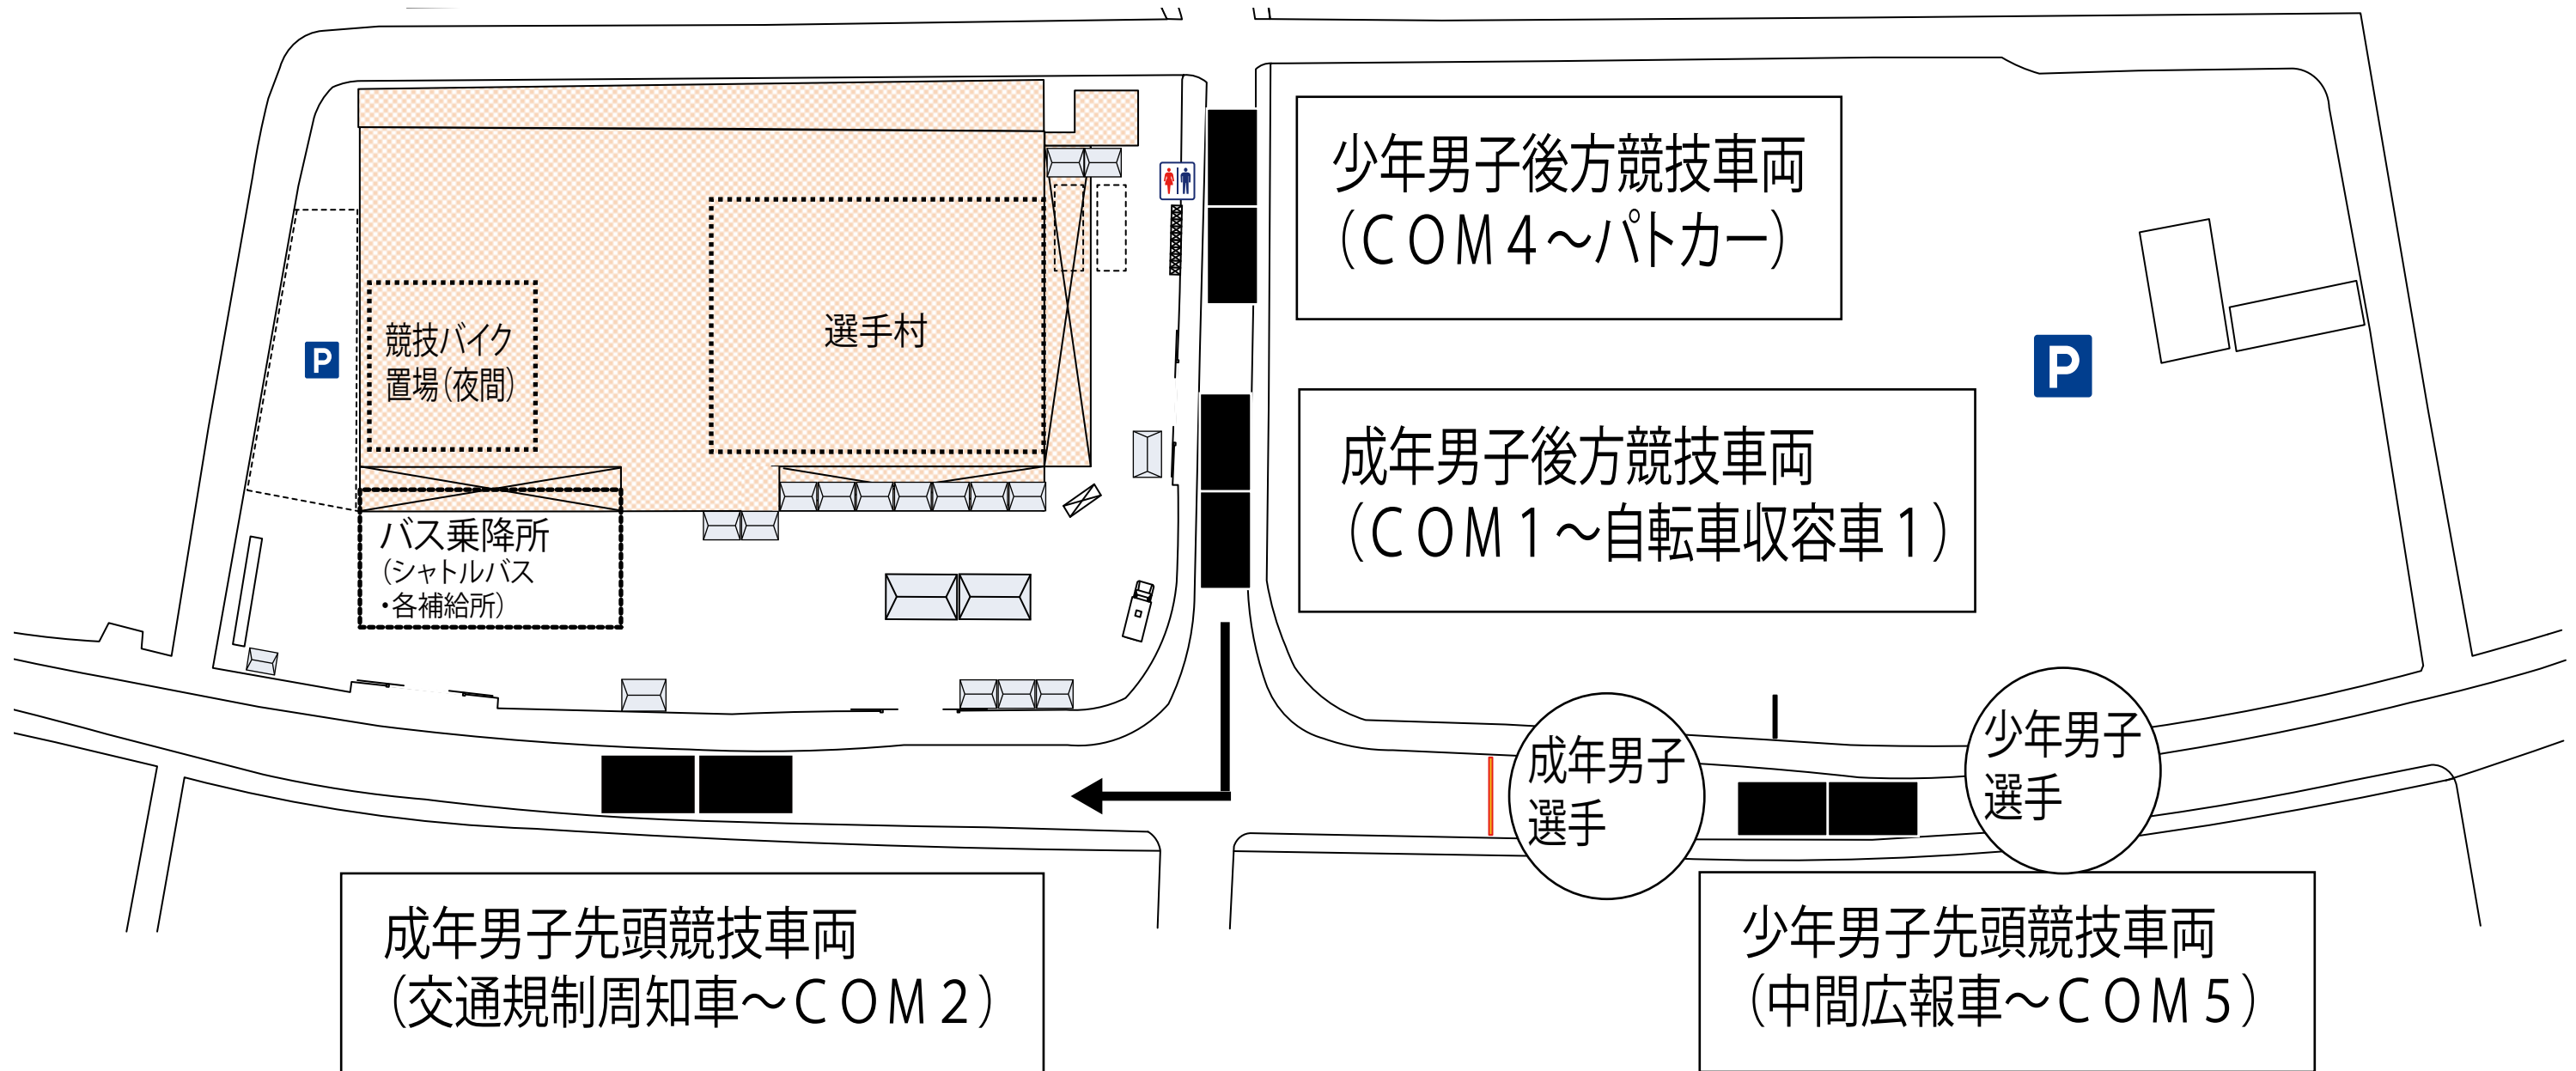 少年男子後方競技車両
（ＣＯＭ４～パトカー）
P
選手村
競技バイク
置場（夜間）
P
成年男子後方競技車両
（ＣＯＭ１～自転車収容車１）
バス乗降所
（シャトルバス
・各補給所）
成年男子
選手
少年男子
選手
成年男子先頭競技車両
（交通規制周知車～ＣＯＭ２）
少年男子先頭競技車両
（中間広報車～ＣＯＭ５）